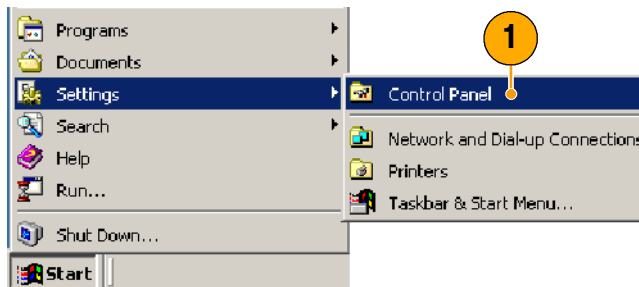 Programs
Documents
Settings
Search
Help
Run...
Shut Down...
Start
1
Control Panel
Network and Dial-up Connections
Printers
Taskbar & Start Menu...